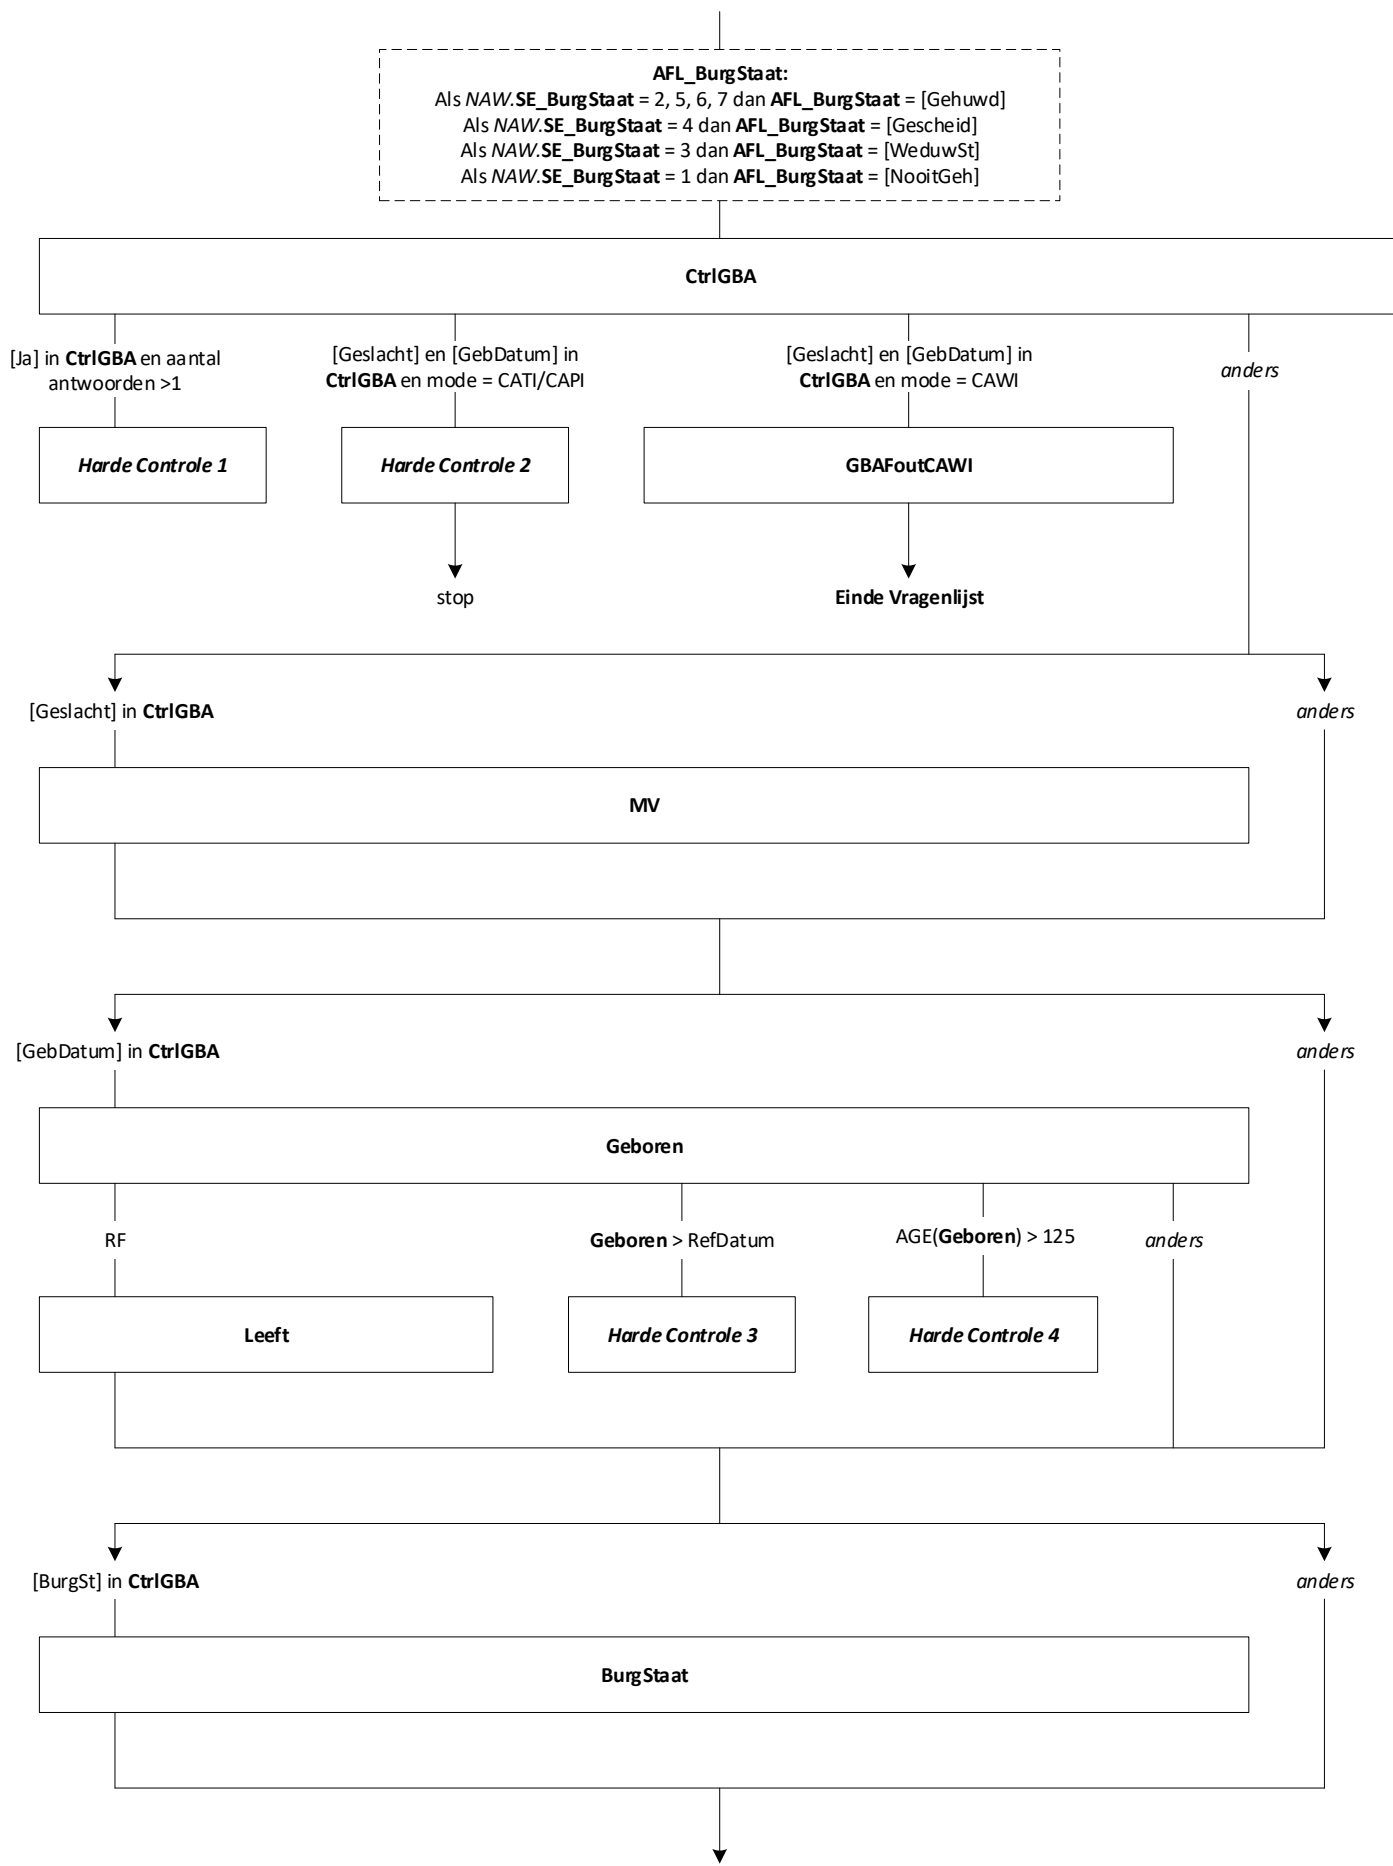 AFL_BurgStaat:
Als NAW.SE_BurgStaat = 2, 5, 6, 7 dan AFL_BurgStaat = [Gehuwd]
Als NAW.SE_BurgStaat = 4 dan AFL_BurgStaat = [Gescheid]
Als NAW.SE_BurgStaat = 3 dan AFL_BurgStaat = [WeduwSt]
Als NAW.SE_BurgStaat = 1 dan AFL_BurgStaat = [NooitGeh]
CtrlGBA
[Ja] in CtrlGBA en aantal
antwoorden >1
[Geslacht] en [GebDatum] in
CtrlGBA en mode = CATI/CAPI
[Geslacht] en [GebDatum] in
CtrlGBA en mode = CAWI
anders
Harde Controle 1
Harde Controle 2
GBAFoutCAWI
stop
Einde Vragenlijst
[Geslacht] in CtrlGBA
anders
MV
[GebDatum] in CtrlGBA
anders
Geboren
RF
Geboren > RefDatum
AGE(Geboren) > 125
anders
Leeft
Harde Controle 3
Harde Controle 4
[BurgSt] in CtrlGBA
anders
BurgStaat